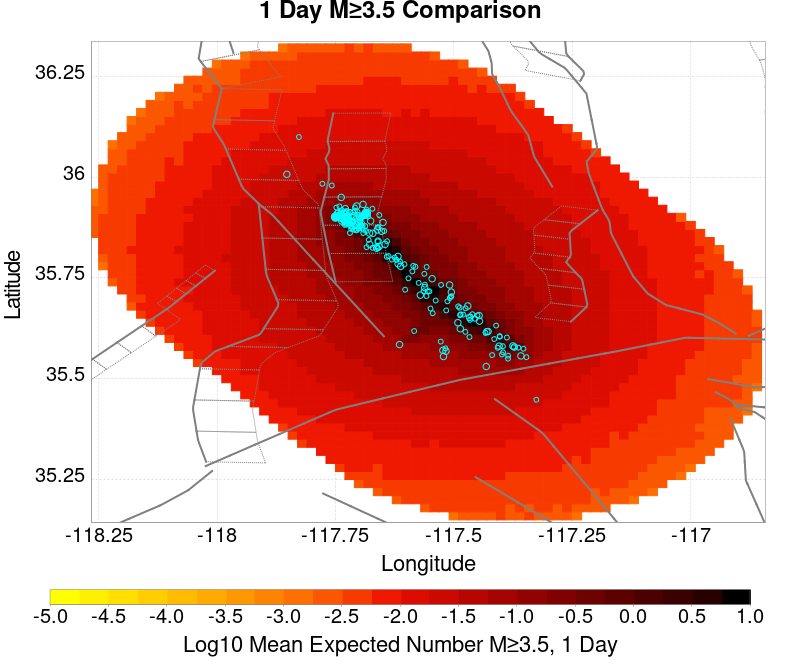 1 Day M≥3.5 Comparison
36.25
36
35.75
35.5
35.25
Latitude
-118.25 -118 -117.75 -117.5 -117.25 -117
Longitude
-5.0 -4.5 -4.0 -3.5 -3.0 -2.5 -2.0 -1.5 -1.0 -0.5 0.0 0.5 1.0
Log10 Mean Expected Number M≥3.5, 1 Day